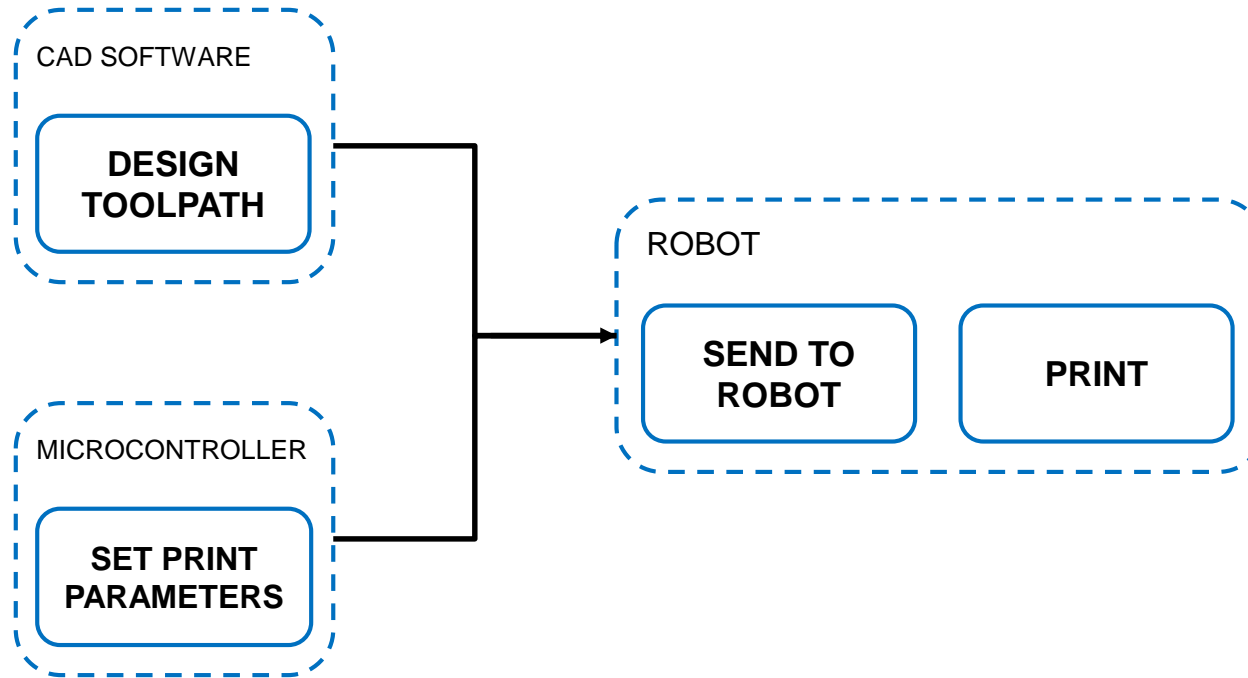 CAD SOFTWARE
DESIGN
TOOLPATH
MICROCONTROLLER
SET PRINT
PARAMETERS
ROBOT
SEND TO
ROBOT
PRINT